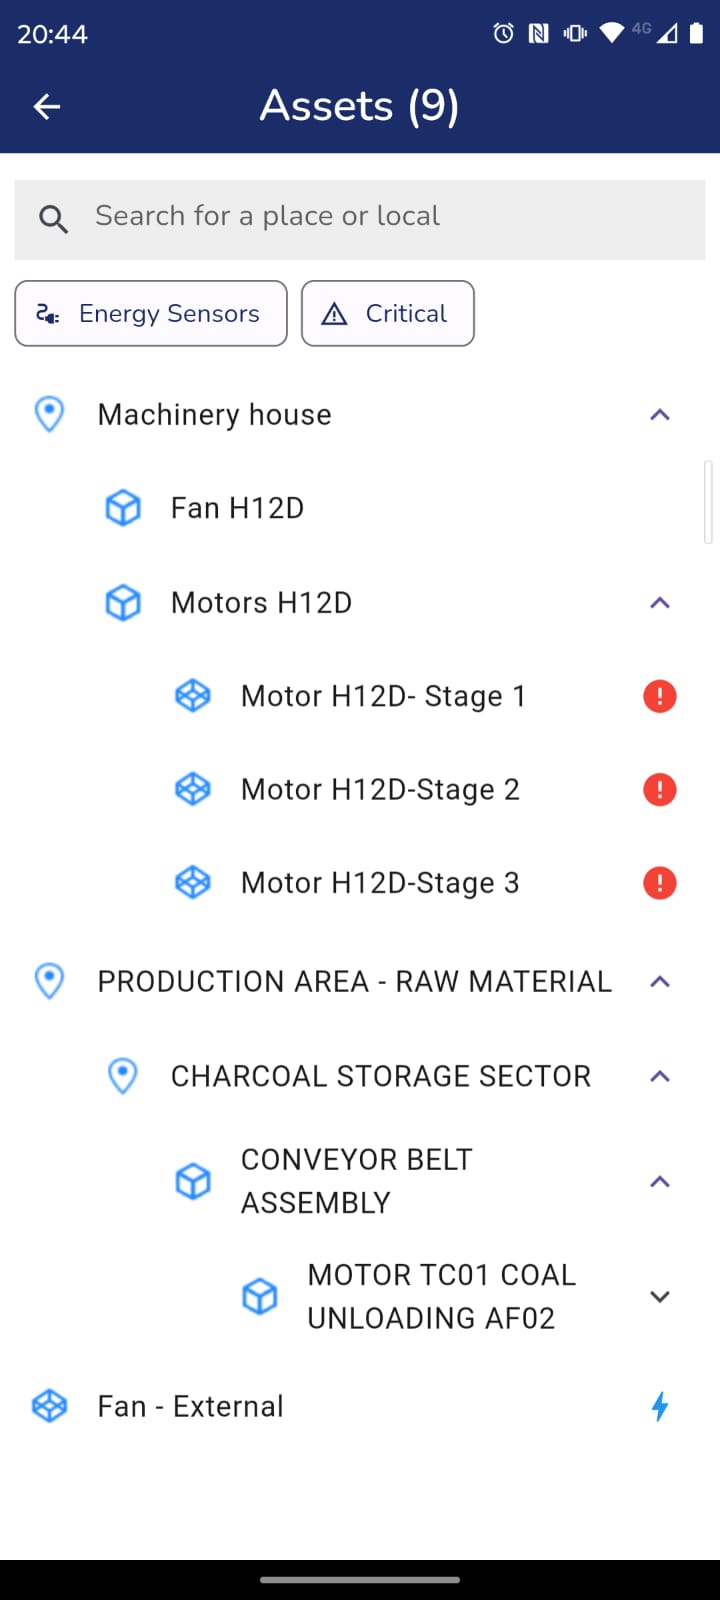 20:44
4G
Assets (9)
Search for a place or local
Energy Sensors
Critical
Machinery house
Fan H12D
Motors H12D
Motor H12D- Stage 1
Motor H12D-Stage 2
Motor H12D-Stage 3
PRODUCTION AREA - RAW MATERIAL
CHARCOAL STORAGE SECTOR
CONVEYOR BELT
ASSEMBLY
MOTOR TC01 COAL
UNLOADING AF02
Fan - External